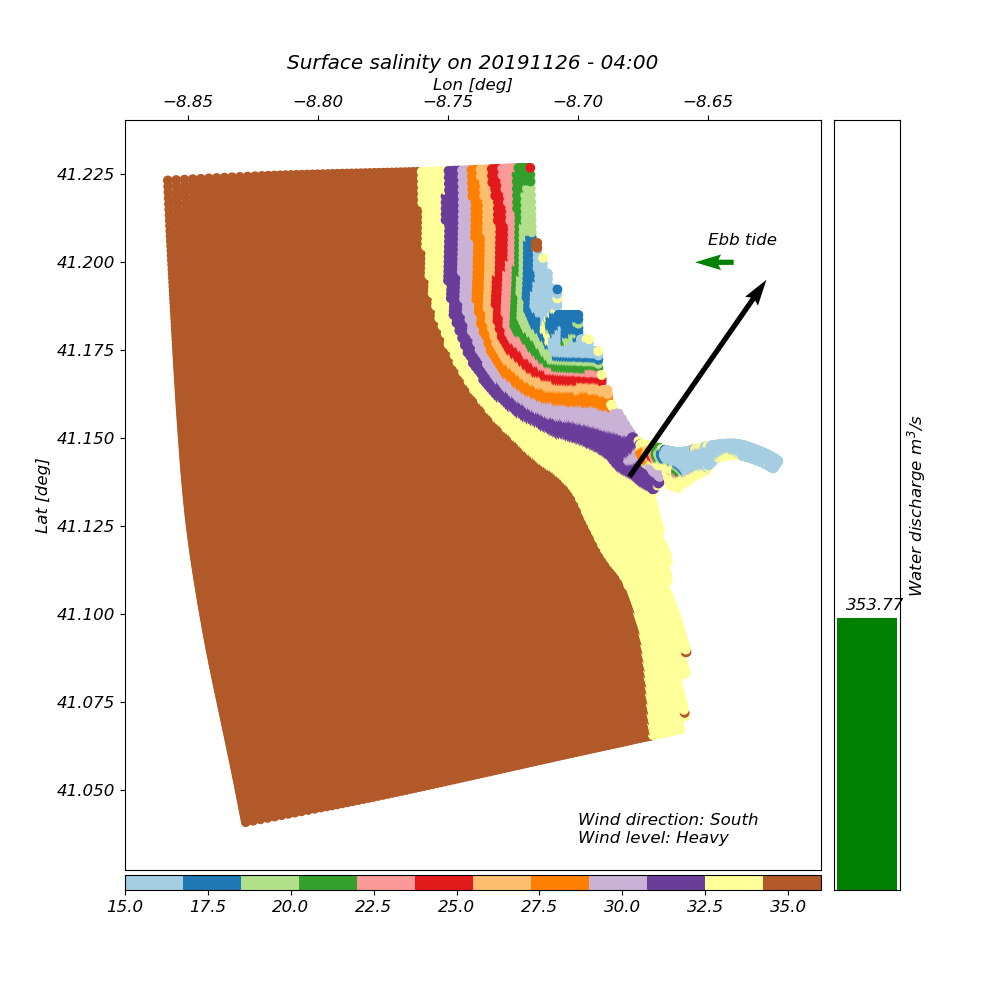 Surface salinity on 20191126 - 04:00
Lon [deg]
−8.85 −8.80 −8.75 −8.70 −8.65
41.225
41.200
41.175
41.150
41.125
41.100
41.075
41.050
Lat [deg]
Ebb tide
Wind direction: South
Wind level: Heavy
353.77
Water discharge m³/s
15.0 17.5 20.0 22.5 25.0 27.5 30.0 32.5 35.0